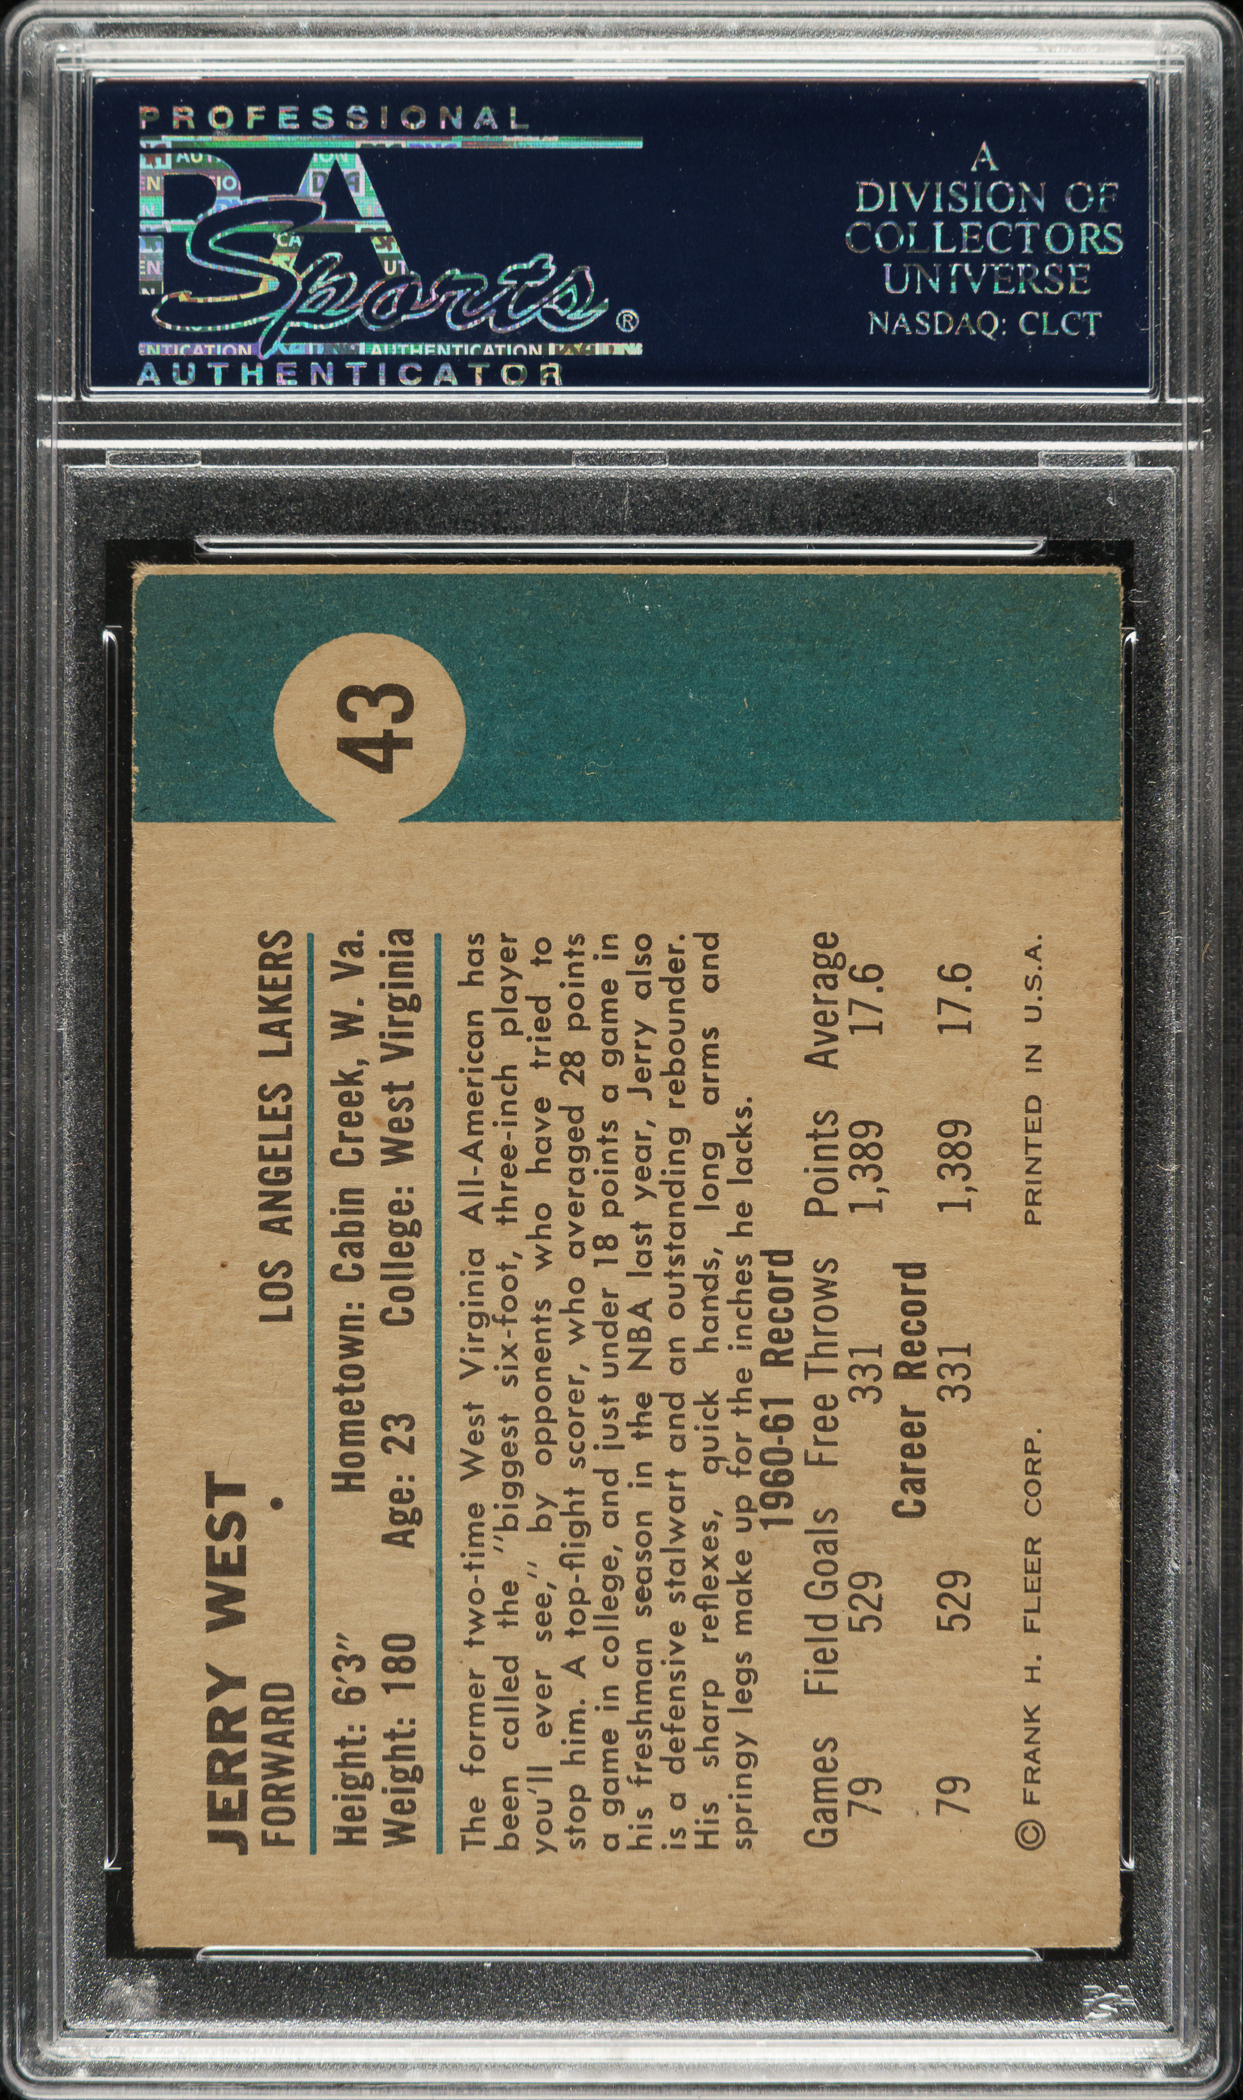 PROFESSIONAL
PSA
Sports®
AUTHENTICATION
AUTHENTICATOR
A
DIVISION OF
COLLECTORS
UNIVERSE
NASDAQ: CLCT
43
JERRY WEST
FORWARD • LOS ANGELES LAKERS
Height: 6'3" Hometown: Cabin Creek, W. Va.
Weight: 180 Age: 23 College: West Virginia
The former two-time West Virginia All-American has
been called the "biggest six-foot, three-inch player
you'll ever see," by opponents who have tried to
stop him. A top-flight scorer, who averaged 28 points
a game in college, and just under 18 points a game in
his freshman season in the NBA last year, Jerry also
is a defensive stalwart and an outstanding rebounder.
His sharp reflexes, quick hands, long arms and
springy legs make up for the inches he lacks.
1960-61 Record
Games Field Goals Free Throws Points Average
79 529 331 1,389 17.6
Career Record
79 529 331 1,389 17.6
© FRANK H. FLEER CORP. PRINTED IN U.S.A.
PSA